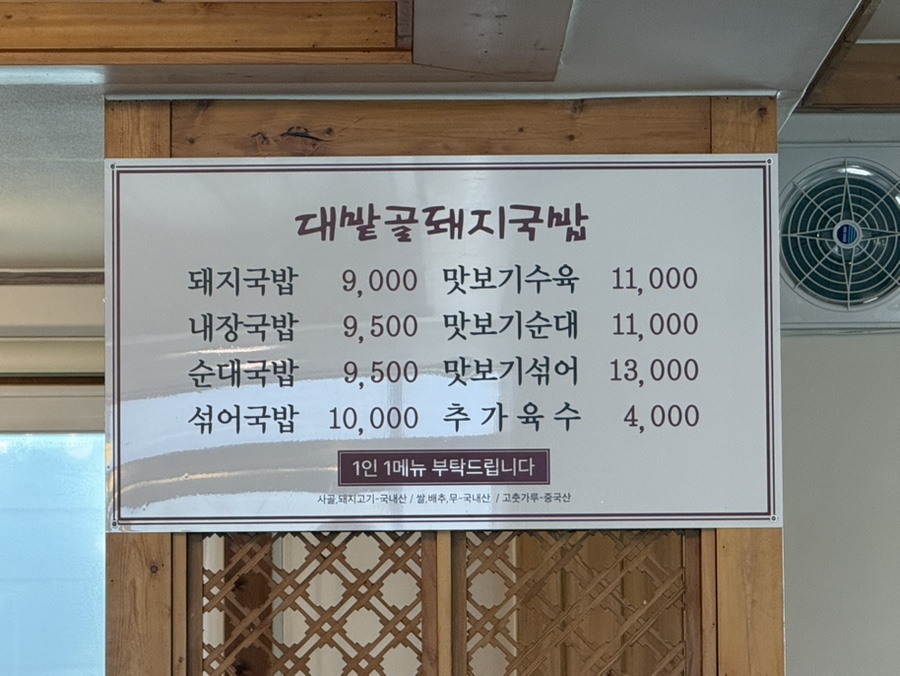 대밭골돼지국밥
돼지국밥 9,000 맛보기수육 11,000
내장국밥 9,500 맛보기순대 11,000
순대국밥 9,500 맛보기섞어 13,000
섞어국밥 10,000 추가육수 4,000
1인 1메뉴 부탁드립니다
사골,돼지고기-국내산 / 쌀,배추,무-국내산 / 고춧가루-중국산